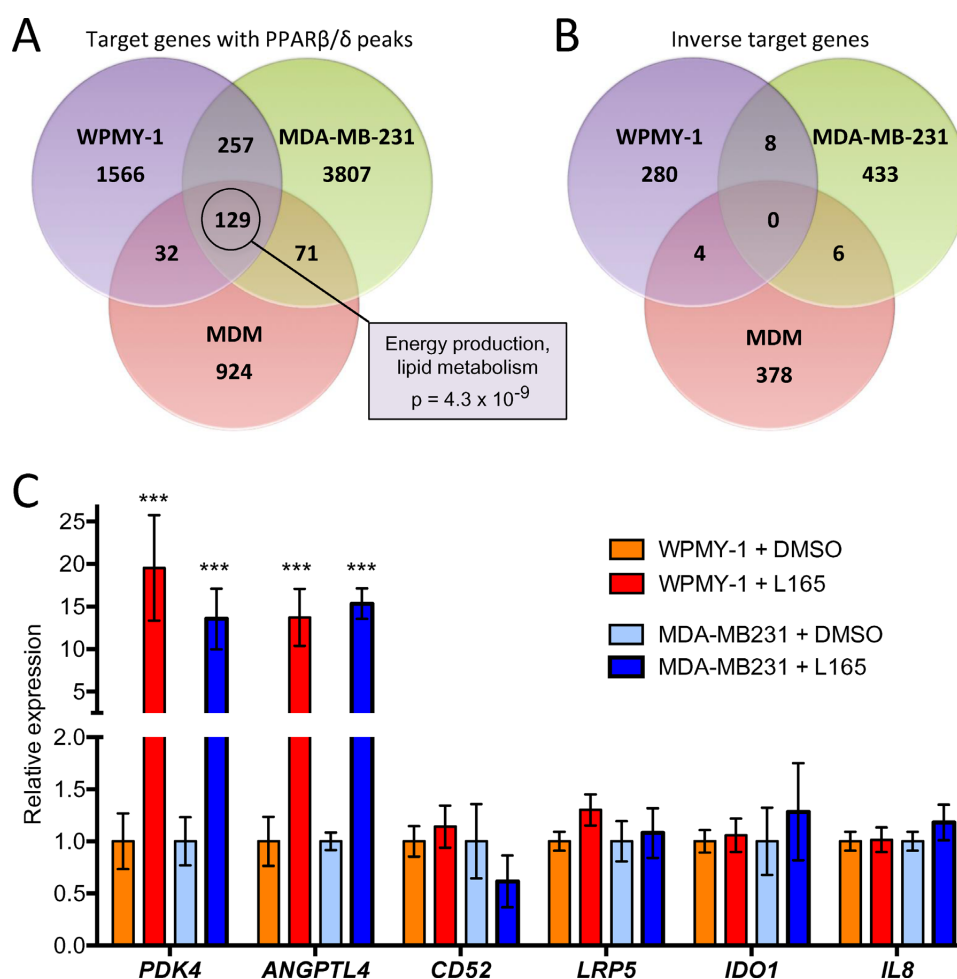 A
Target genes with PPARβ/δ peaks
WPMY-1
1566
257
MDA-MB-231
3807
129
32
71
MDM
924
Energy production,
lipid metabolism
p = 4.3 x 10-9
B
Inverse target genes
WPMY-1
280
8
MDA-MB-231
433
0
4
6
MDM
378
C
Relative expression
25
20
15
10
5
2.0
1.5
1.0
0.5
0.0
***
***
***
***
WPMY-1 + DMSO
WPMY-1 + L165
MDA-MB231 + DMSO
MDA-MB231 + L165
PDK4
ANGPTL4
CD52
LRP5
IDO1
IL8